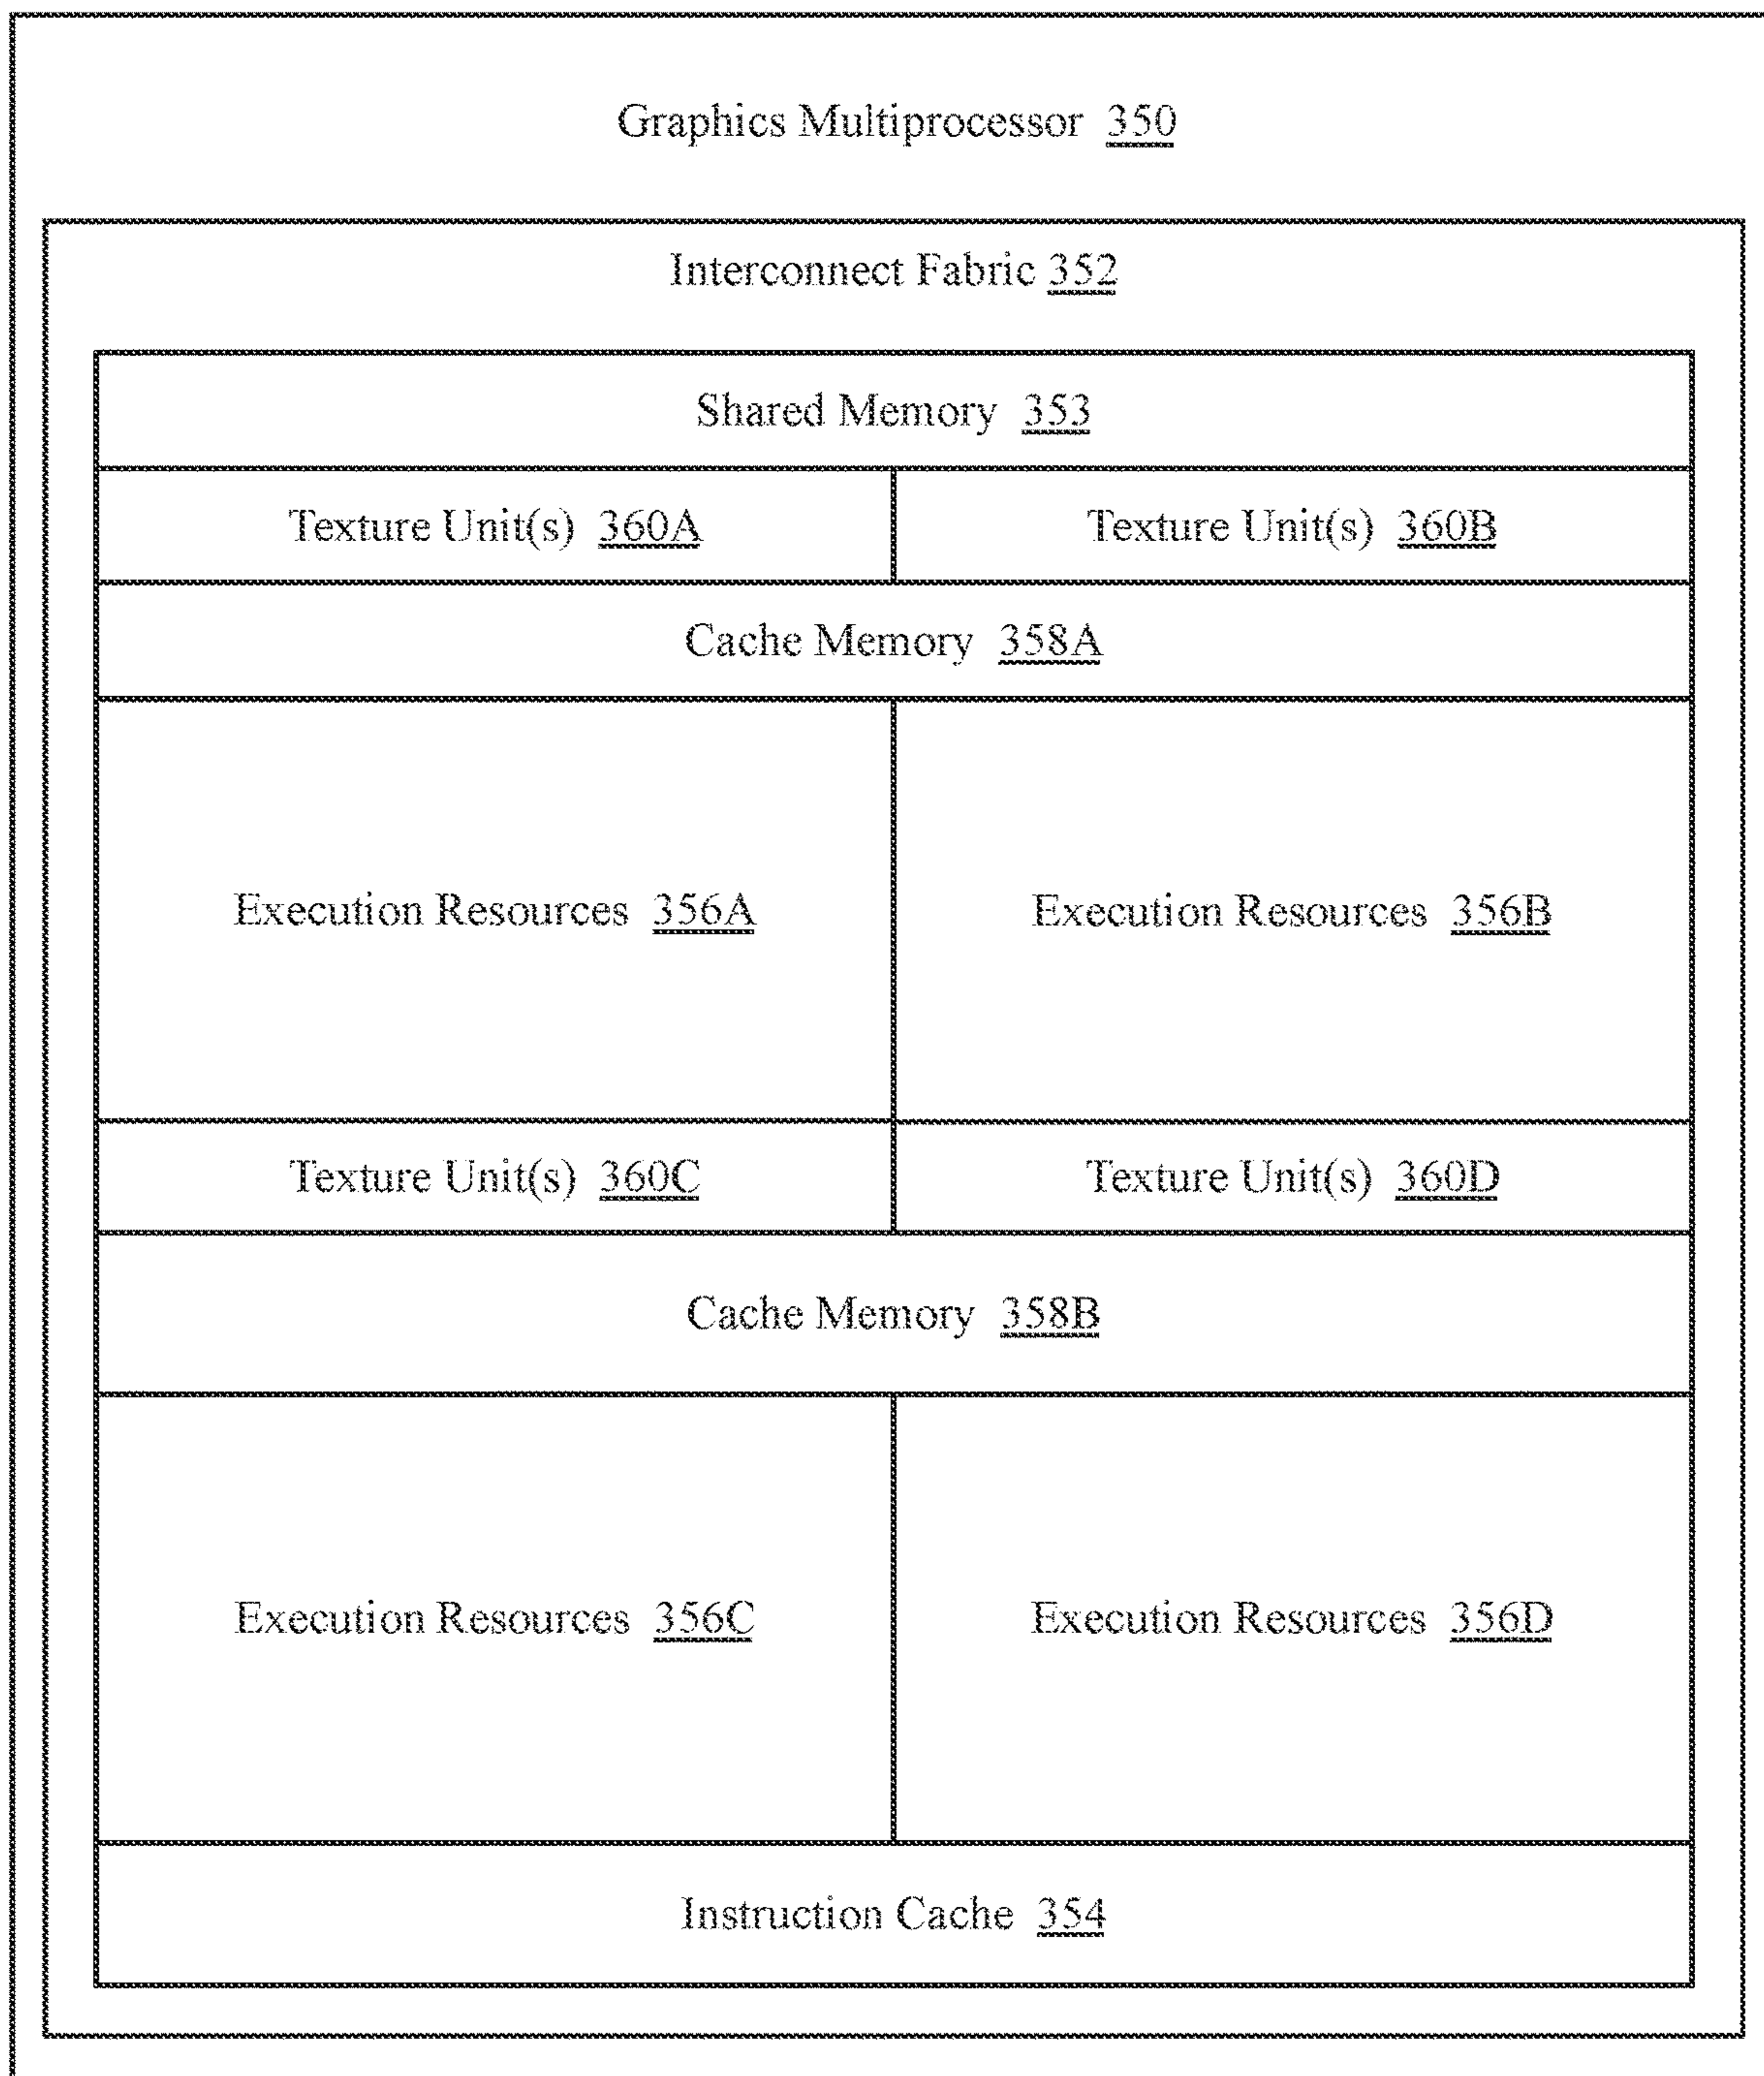 Graphics Multiprocessor 350
Interconnect Fabric 352
Shared Memory 353
Texture Unit(s) 360A
Texture Unit(s) 360B
Cache Memory 358A
Execution Resources 356A
Execution Resources 356B
Texture Unit(s) 360C
Texture Unit(s) 360D
Cache Memory 358B
Execution Resources 356C
Execution Resources 356D
Instruction Cache 354